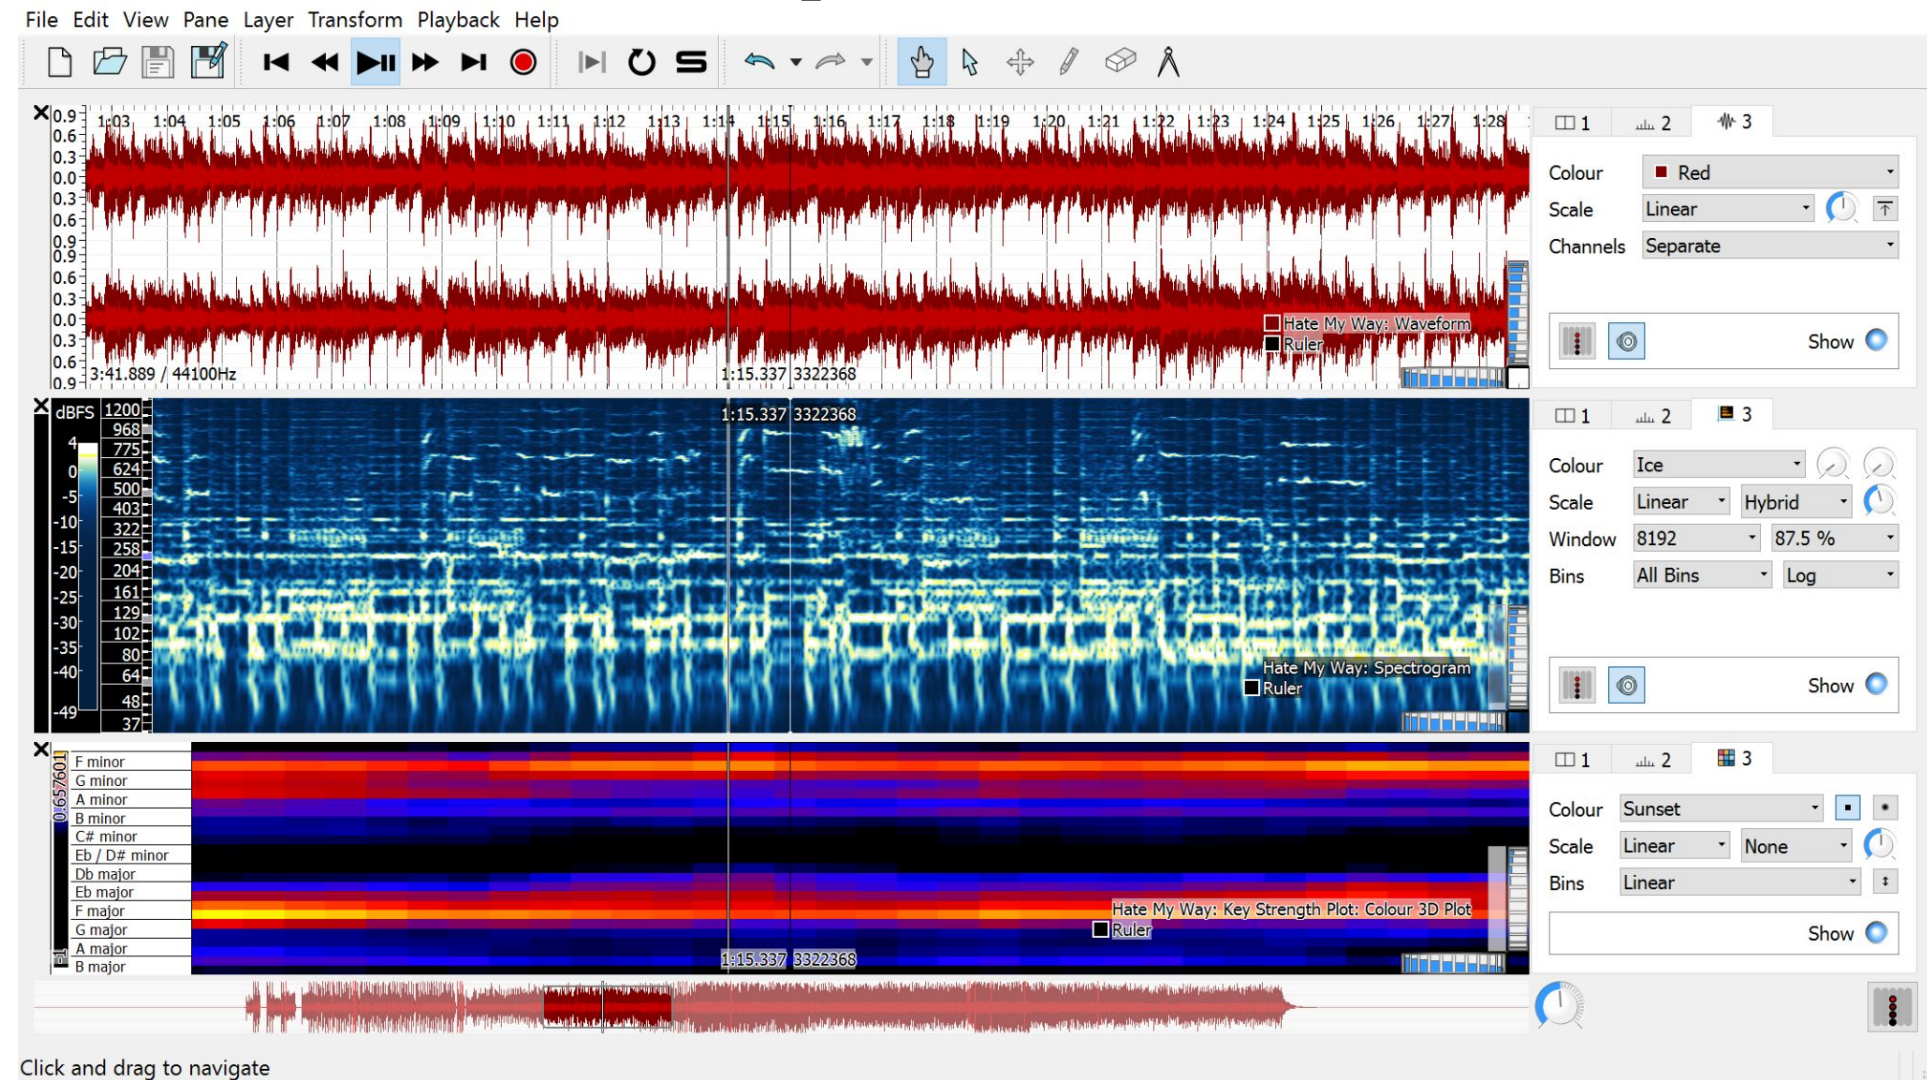 File Edit View Pane Layer Transform Playback Help
0.9 1:03 1:04 1:05 1:06 1:07 1:08 1:09 1:10 1:11 1:12 1:13 1:14 1:15 1:16 1:17 1:18 1:19 1:20 1:21 1:22 1:23 1:24 1:25 1:26 1:27 1:28
0.6
0.3
0.0
0.3
0.6
0.9
0.9
0.6
0.3
0.0
0.3
0.6
0.9
Hate My Way: Waveform
Ruler
3:41.889 / 44100Hz
1:15.337 3322368
1 2 3
Colour Red
Scale Linear
Channels Separate
Show
dBFS
4
0
-5
-10
-15
-20
-25
-30
-35
-40
-49
1200
968
775
624
500
403
322
258
204
161
129
102
80
64
48
37
1:15.337 3322368
Hate My Way: Spectrogram
Ruler
1 2 3
Colour Ice
Scale Linear Hybrid
Window 8192 87.5 %
Bins All Bins Log
Show
0.657601
-1
F minor
G minor
A minor
B minor
C# minor
Eb / D# minor
Db major
Eb major
F major
G major
A major
B major
Hate My Way: Key Strength Plot: Colour 3D Plot
Ruler
1:15.337 3322368
1 2 3
Colour Sunset
Scale Linear None
Bins Linear
Show
Click and drag to navigate